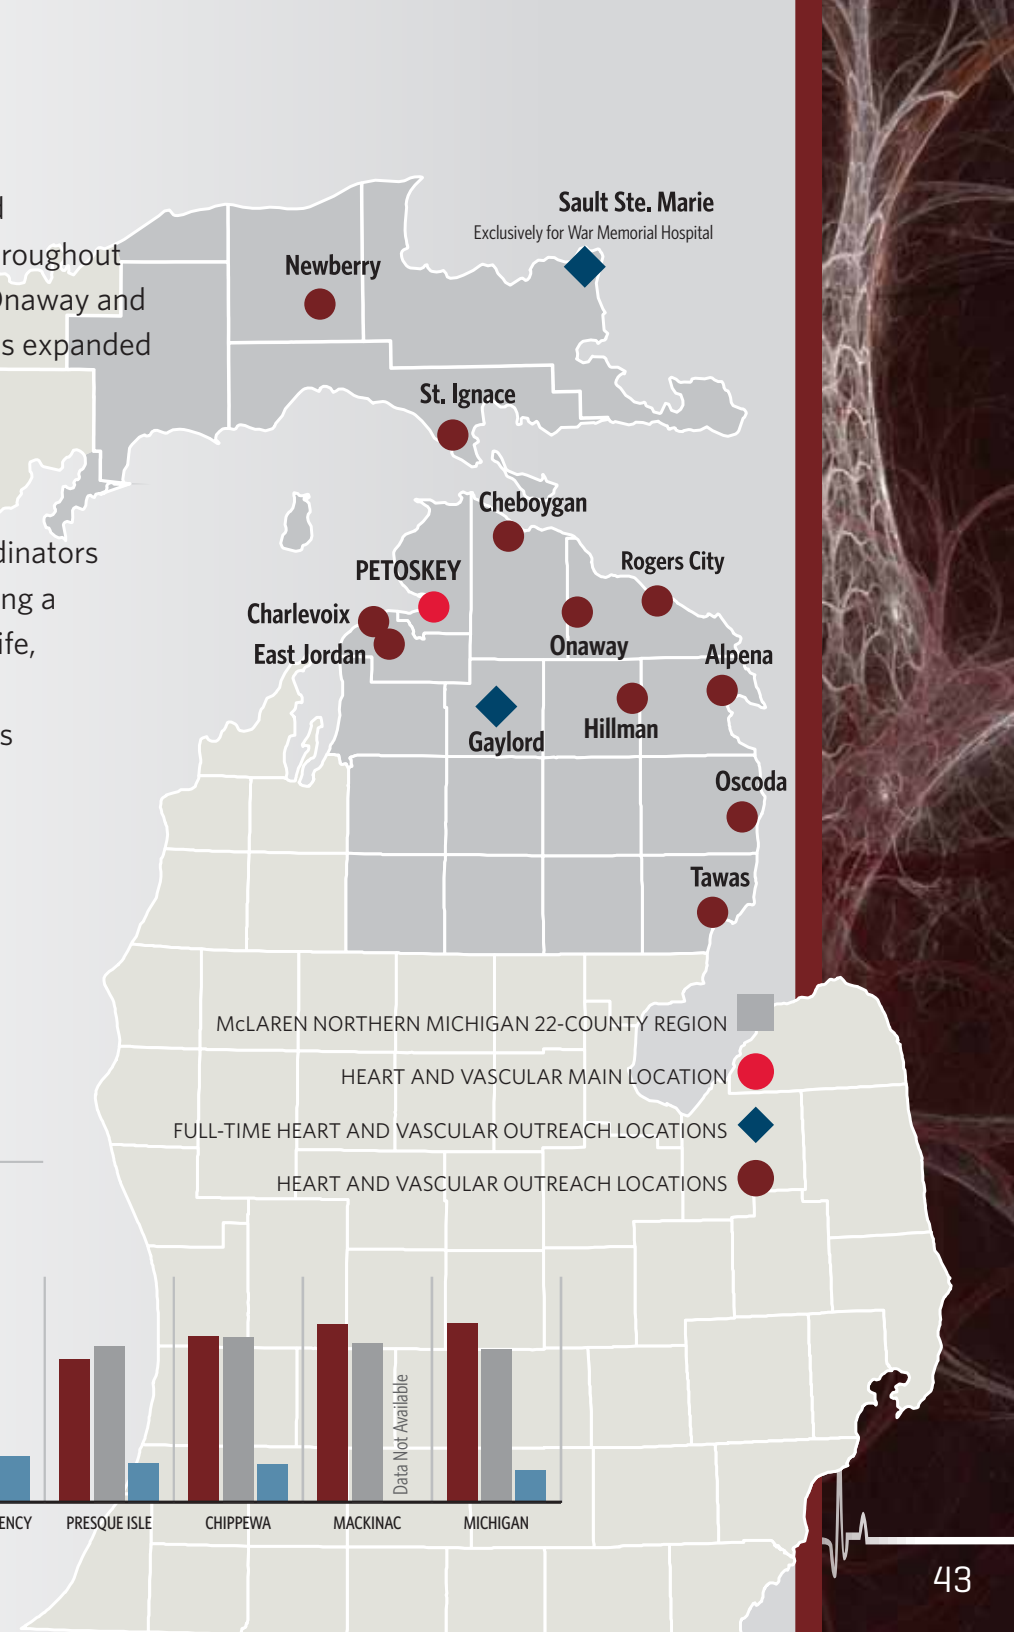 roughout
Onaway and
s expanded
dinators
ng a
ife,
s
Sault Ste. Marie
Exclusively for War Memorial Hospital
Newberry
St. Ignace
Cheboygan
PETOSKEY
Rogers City
Charlevoix
Onaway
East Jordan
Alpena
Hillman
Gaylord
Oscoda
Tawas
McLAREN NORTHERN MICHIGAN 22-COUNTY REGION
HEART AND VASCULAR MAIN LOCATION
FULL-TIME HEART AND VASCULAR OUTREACH LOCATIONS
HEART AND VASCULAR OUTREACH LOCATIONS
Data Not Available
ENCY
PRESQUE ISLE
CHIPPEWA
MACKINAC
MICHIGAN
43